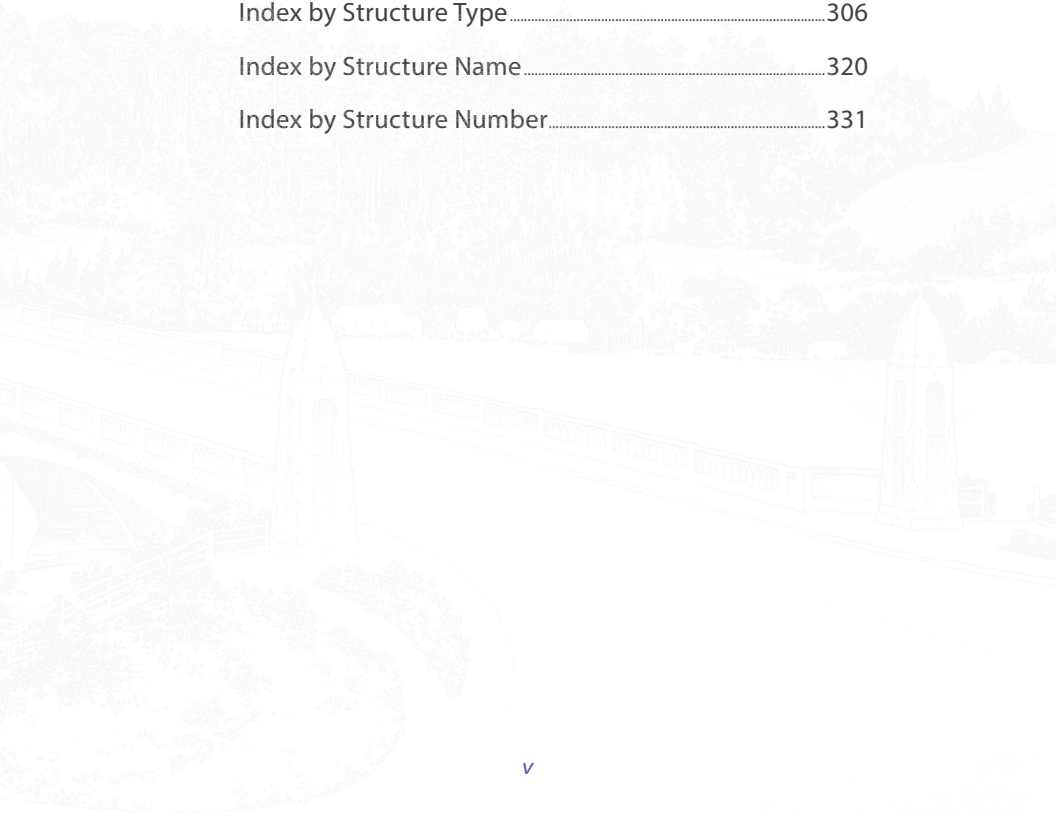 Index by Structure Type.....306
Index by Structure Name.....320
Index by Structure Number.....331
v